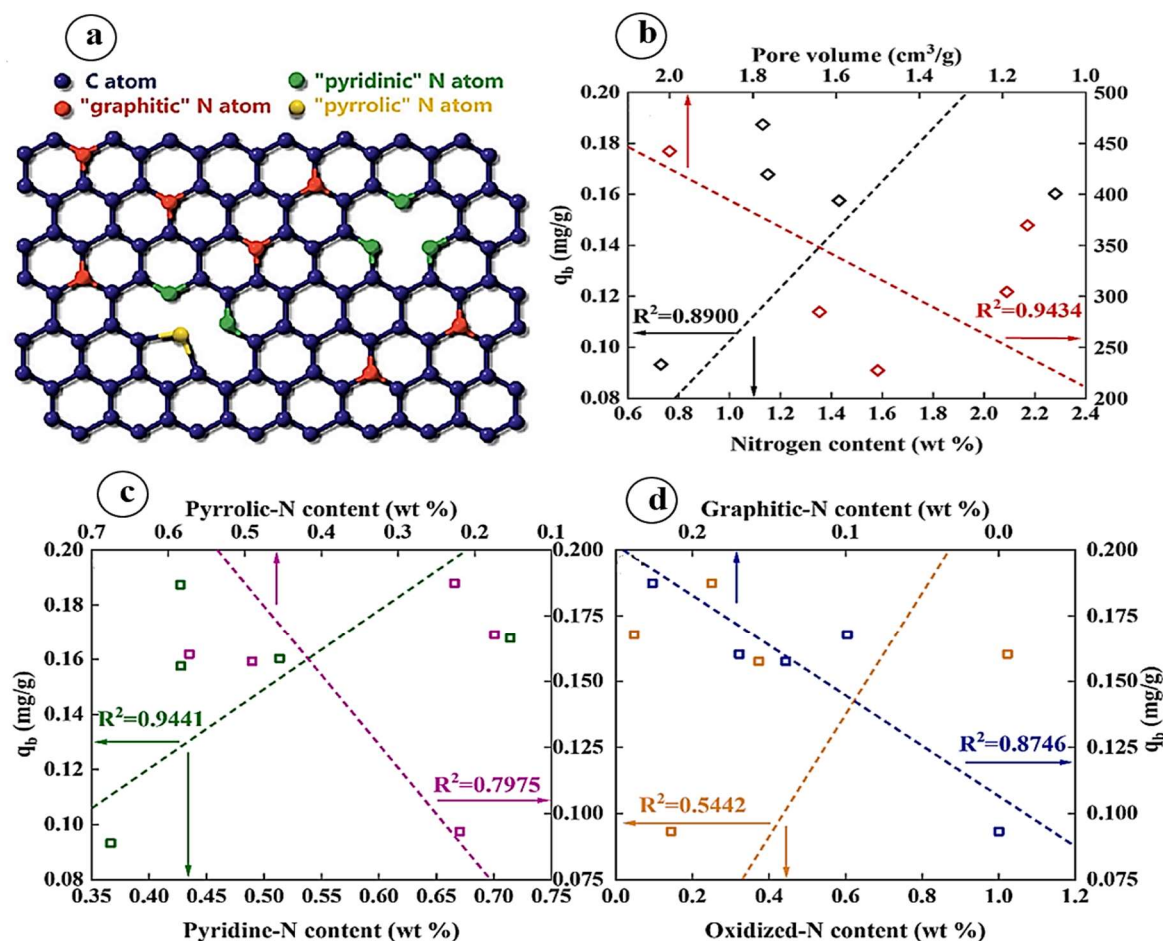 a
C atom
"pyridinic" N atom
"graphitic" N atom
"pyrrolic" N atom
b
Pore volume (cm³/g)
2.0 1.8 1.6 1.4 1.2 1.0
0.20 500
0.18 450
0.16 400
0.14 350
0.12 300
0.10 250
0.08 200
q_b (mg/g)
R²=0.8900
R²=0.9434
0.6 0.8 1.0 1.2 1.4 1.6 1.8 2.0 2.2 2.4
Nitrogen content (wt %)
c
Pyrrolic-N content (wt %)
0.7 0.6 0.5 0.4 0.3 0.2 0.1
0.20 0.200
0.18 0.175
0.16 0.150
0.14 0.125
0.12 0.100
0.10 0.075
0.08
q_b (mg/g)
R²=0.9441
R²=0.7975
0.35 0.40 0.45 0.50 0.55 0.60 0.65 0.70 0.75
Pyridine-N content (wt %)
d
Graphitic-N content (wt %)
0.2 0.1 0.0
0.200
0.175
0.150
0.125
0.100
0.075
q_b (mg/g)
R²=0.8746
R²=0.5442
0.0 0.2 0.4 0.6 0.8 1.0 1.2
Oxidized-N content (wt %)